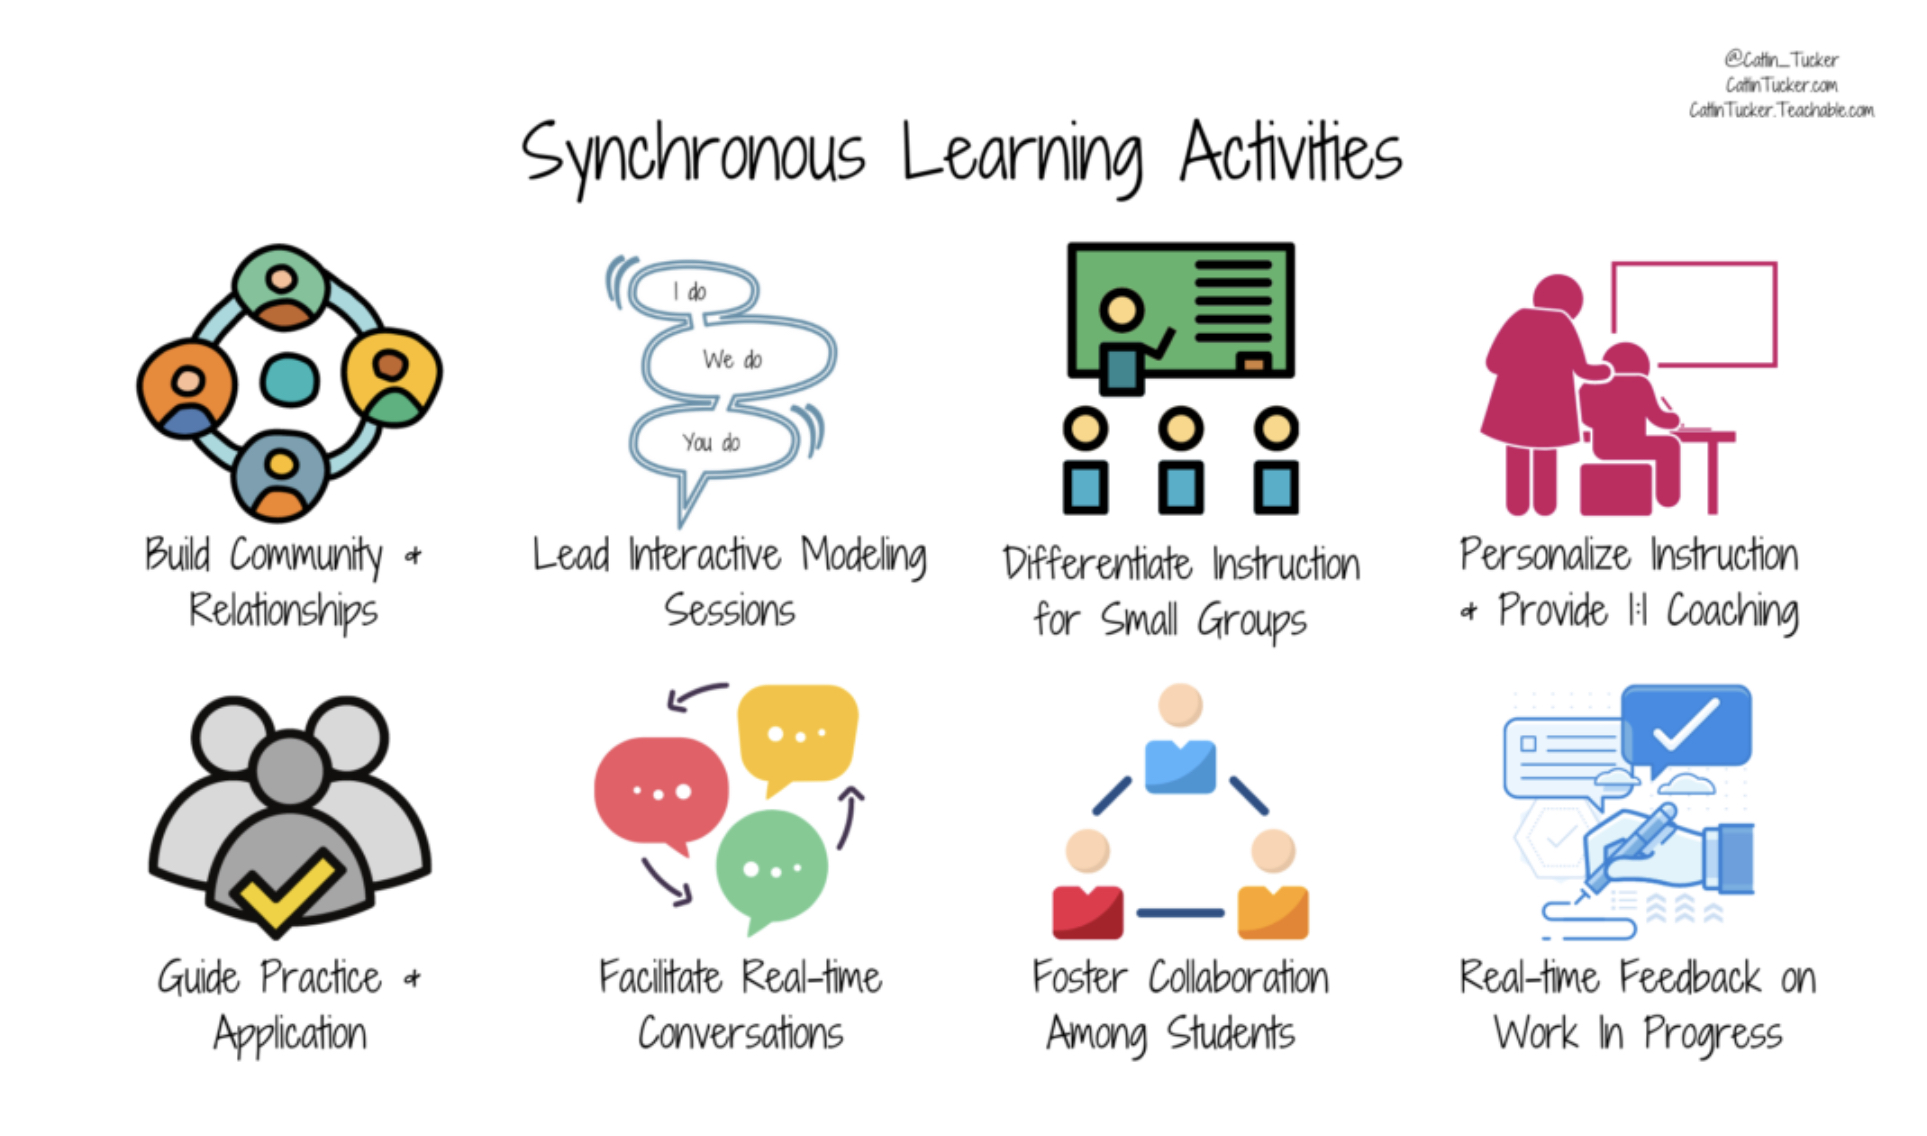 @Catlin_Tucker
CatlinTucker.com
CatlinTucker.Teachable.com
Synchronous Learning Activities
I do
We do
You do
Build Community &
Relationships
Lead Interactive Modeling
Sessions
Differentiate Instruction
for Small Groups
Personalize Instruction
& Provide 1:1 Coaching
Guide Practice &
Application
Facilitate Real-time
Conversations
Foster Collaboration
Among Students
Real-time Feedback on
Work In Progress